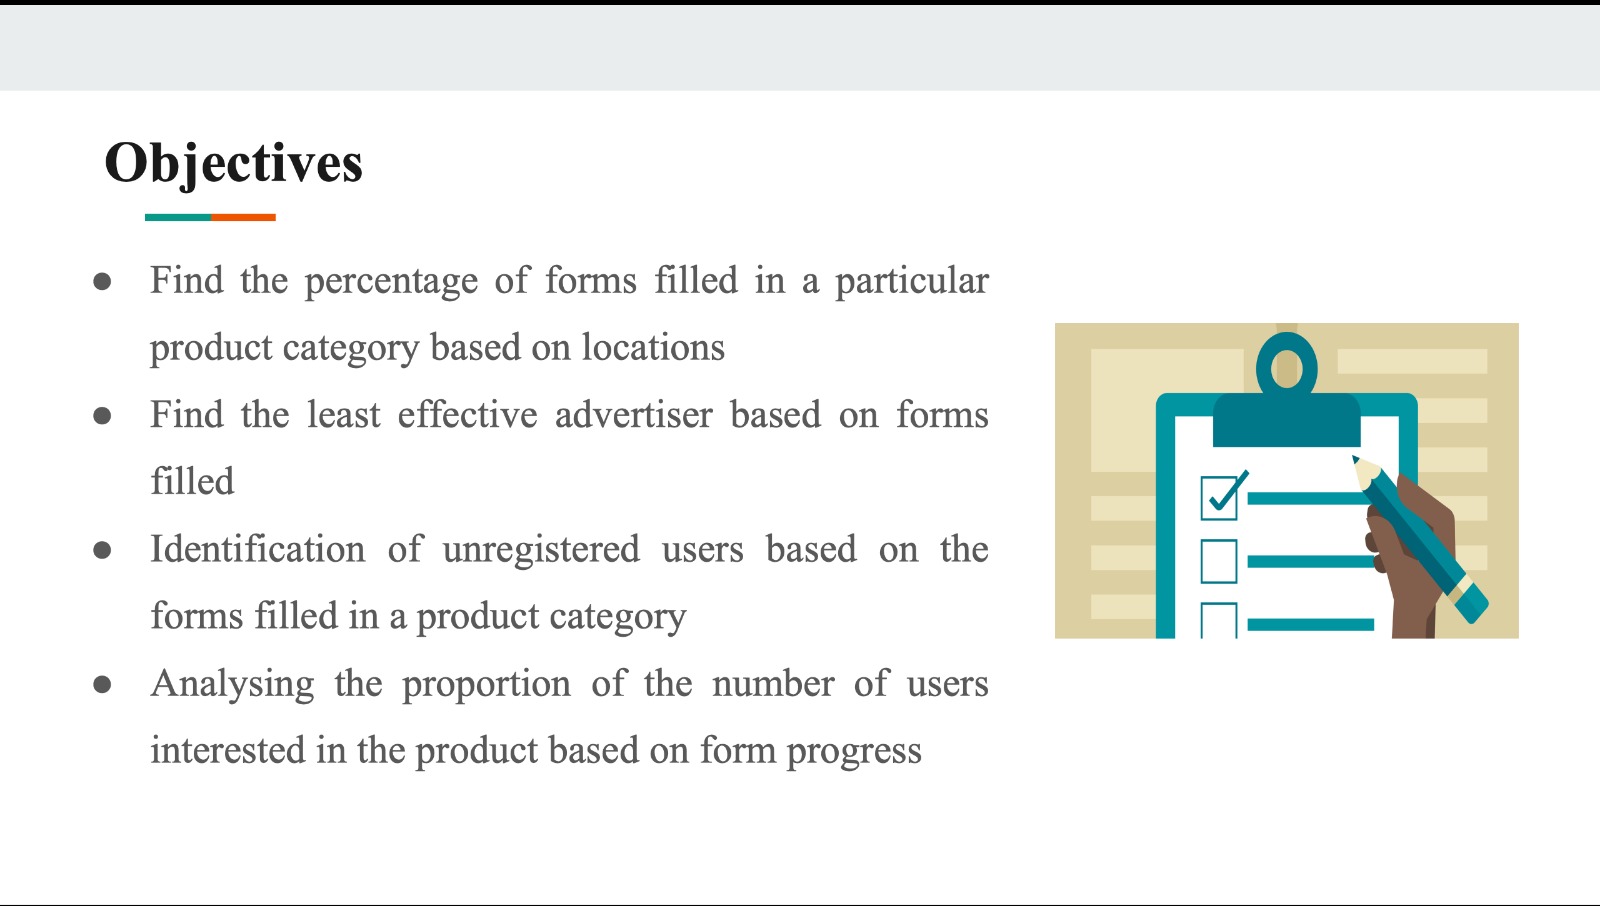 Objectives
● Find the percentage of forms filled in a particular
product category based on locations
● Find the least effective advertiser based on forms
filled
● Identification of unregistered users based on the
forms filled in a product category
● Analysing the proportion of the number of users
interested in the product based on form progress